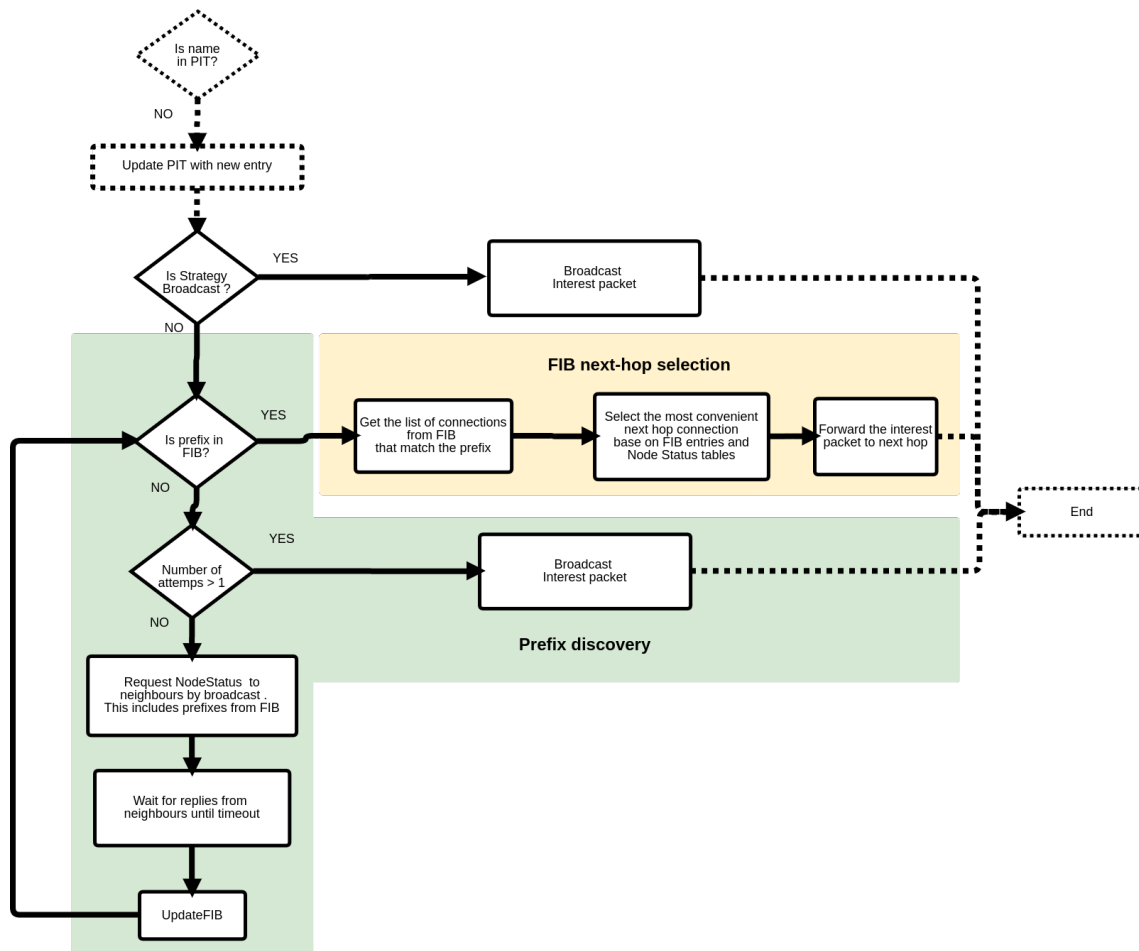 Is name
in PIT?
NO
Update PIT with new entry
Is Strategy
Broadcast ?
YES
Broadcast
Interest packet
NO
FIB next-hop selection
Is prefix in
FIB?
YES
Get the list of connections
from FIB
that match the prefix
Select the most convenient
next hop connection
base on FIB entries and
Node Status tables
Forward the interest
packet to next hop
NO
End
Number of
attemps > 1
YES
Broadcast
Interest packet
NO
Prefix discovery
Request NodeStatus to
neighbours by broadcast .
This includes prefixes from FIB
Wait for replies from
neighbours until timeout
UpdateFIB